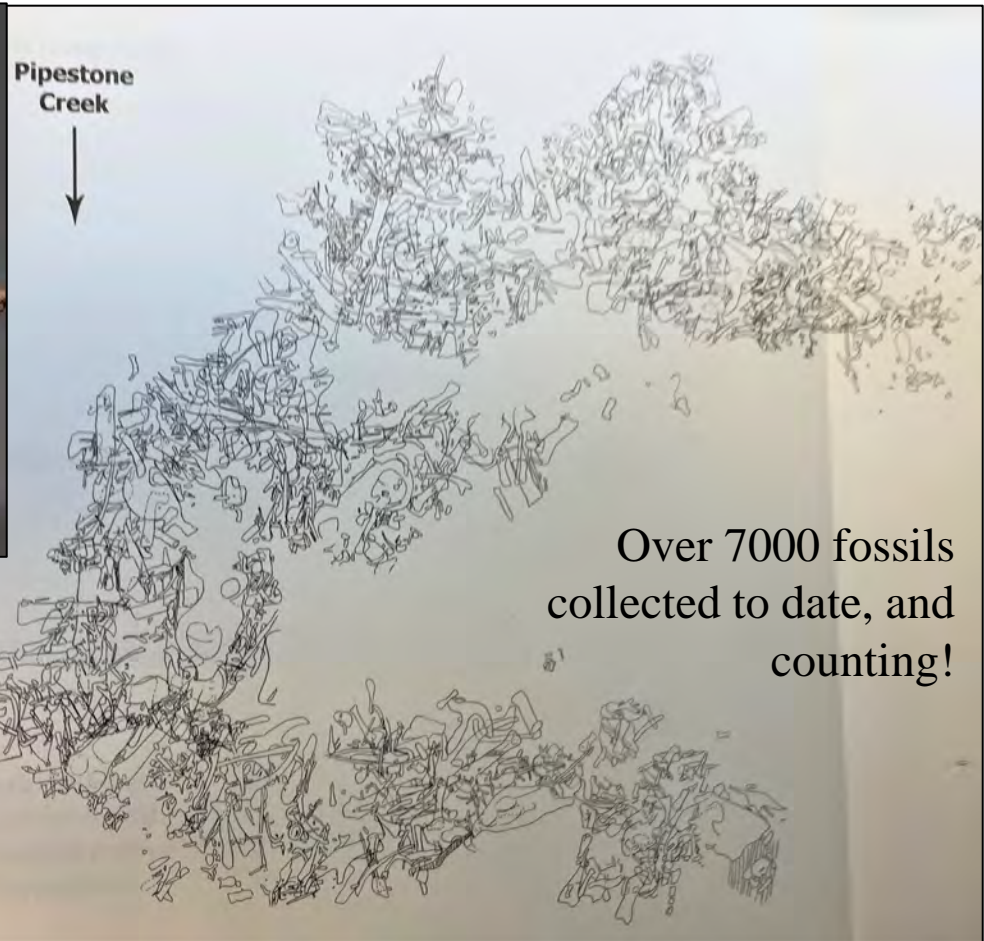 Pipestone
Creek
Over 7000 fossils
collected to date, and
counting!